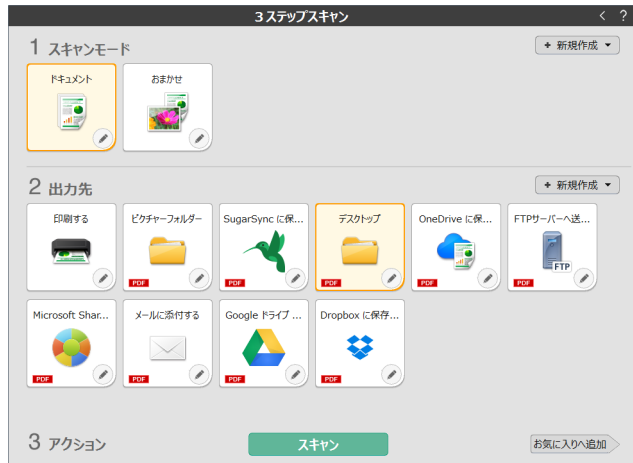 3 ステップスキャン
< ?
1 スキャンモード
+ 新規作成
ドキュメント
おまかせ
2 出力先
+ 新規作成
印刷する
ピクチャーフォルダー
PDF
SugarSync に保...
PDF
デスクトップ
PDF
OneDrive に保...
PDF
FTPサーバーへ送...
FTP
PDF
Microsoft Shar...
PDF
メールに添付する
PDF
Google ドライブ ...
PDF
Dropbox に保存...
PDF
3 アクション
スキャン
お気に入りへ追加